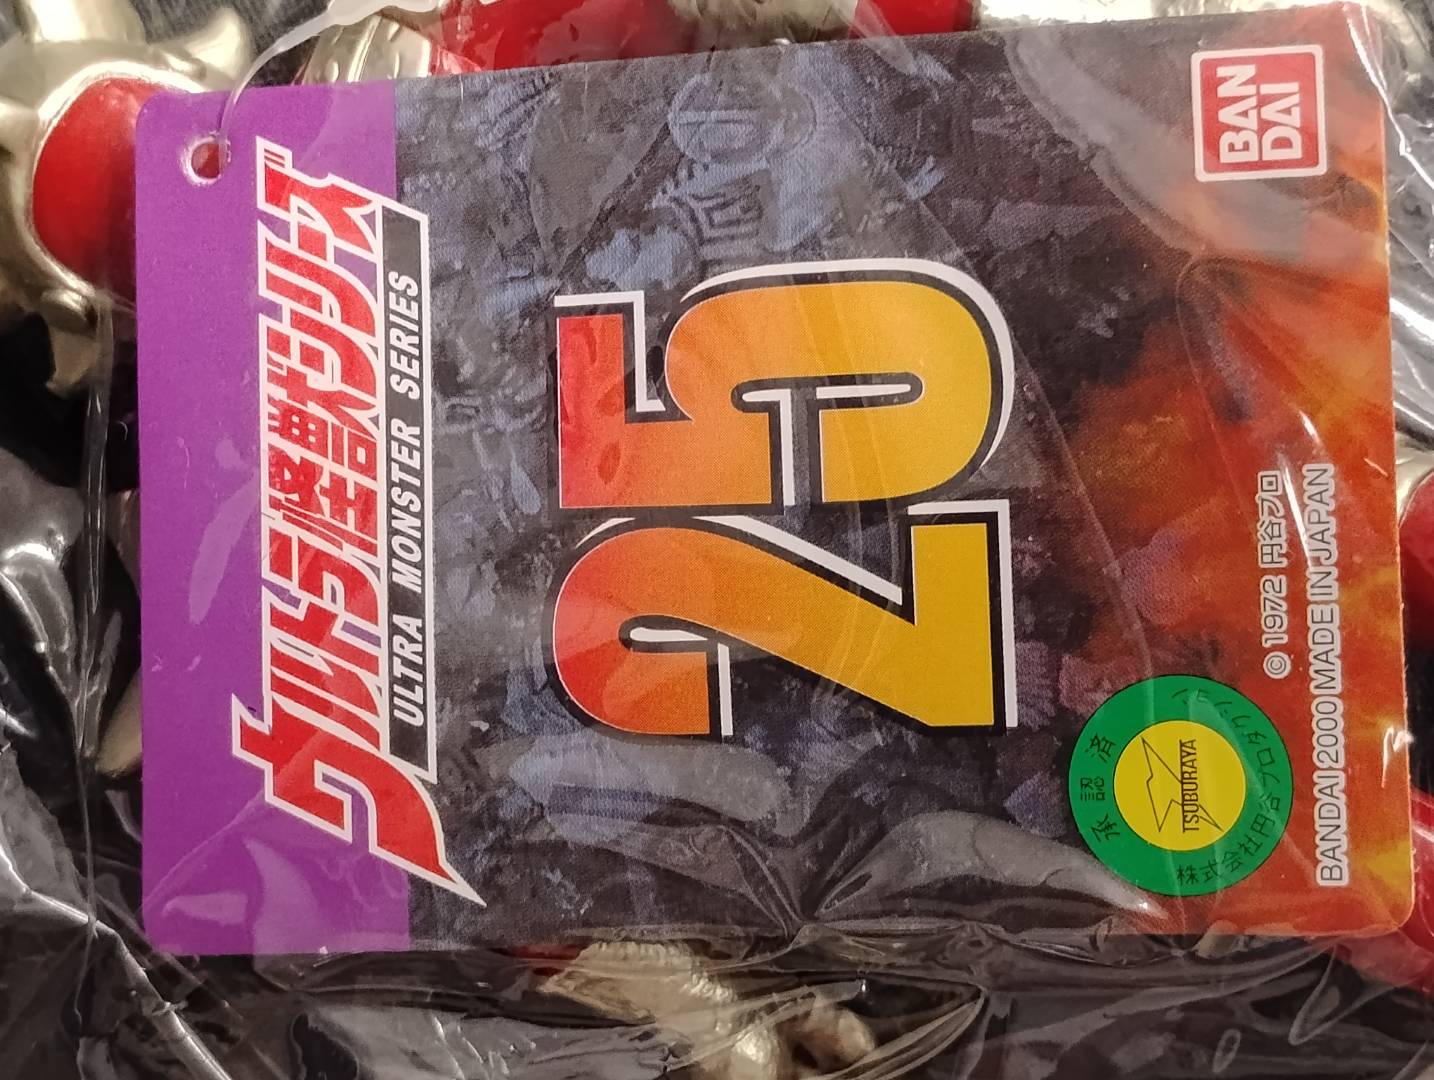 ウルトラ怪獣シリーズ
ULTRA MONSTER SERIES
25
BAN
DAI
承認済
TSUBURAYA
株式会社円谷プロダクション
©1972 円谷プロ
BANDAI 2000 MADE IN JAPAN